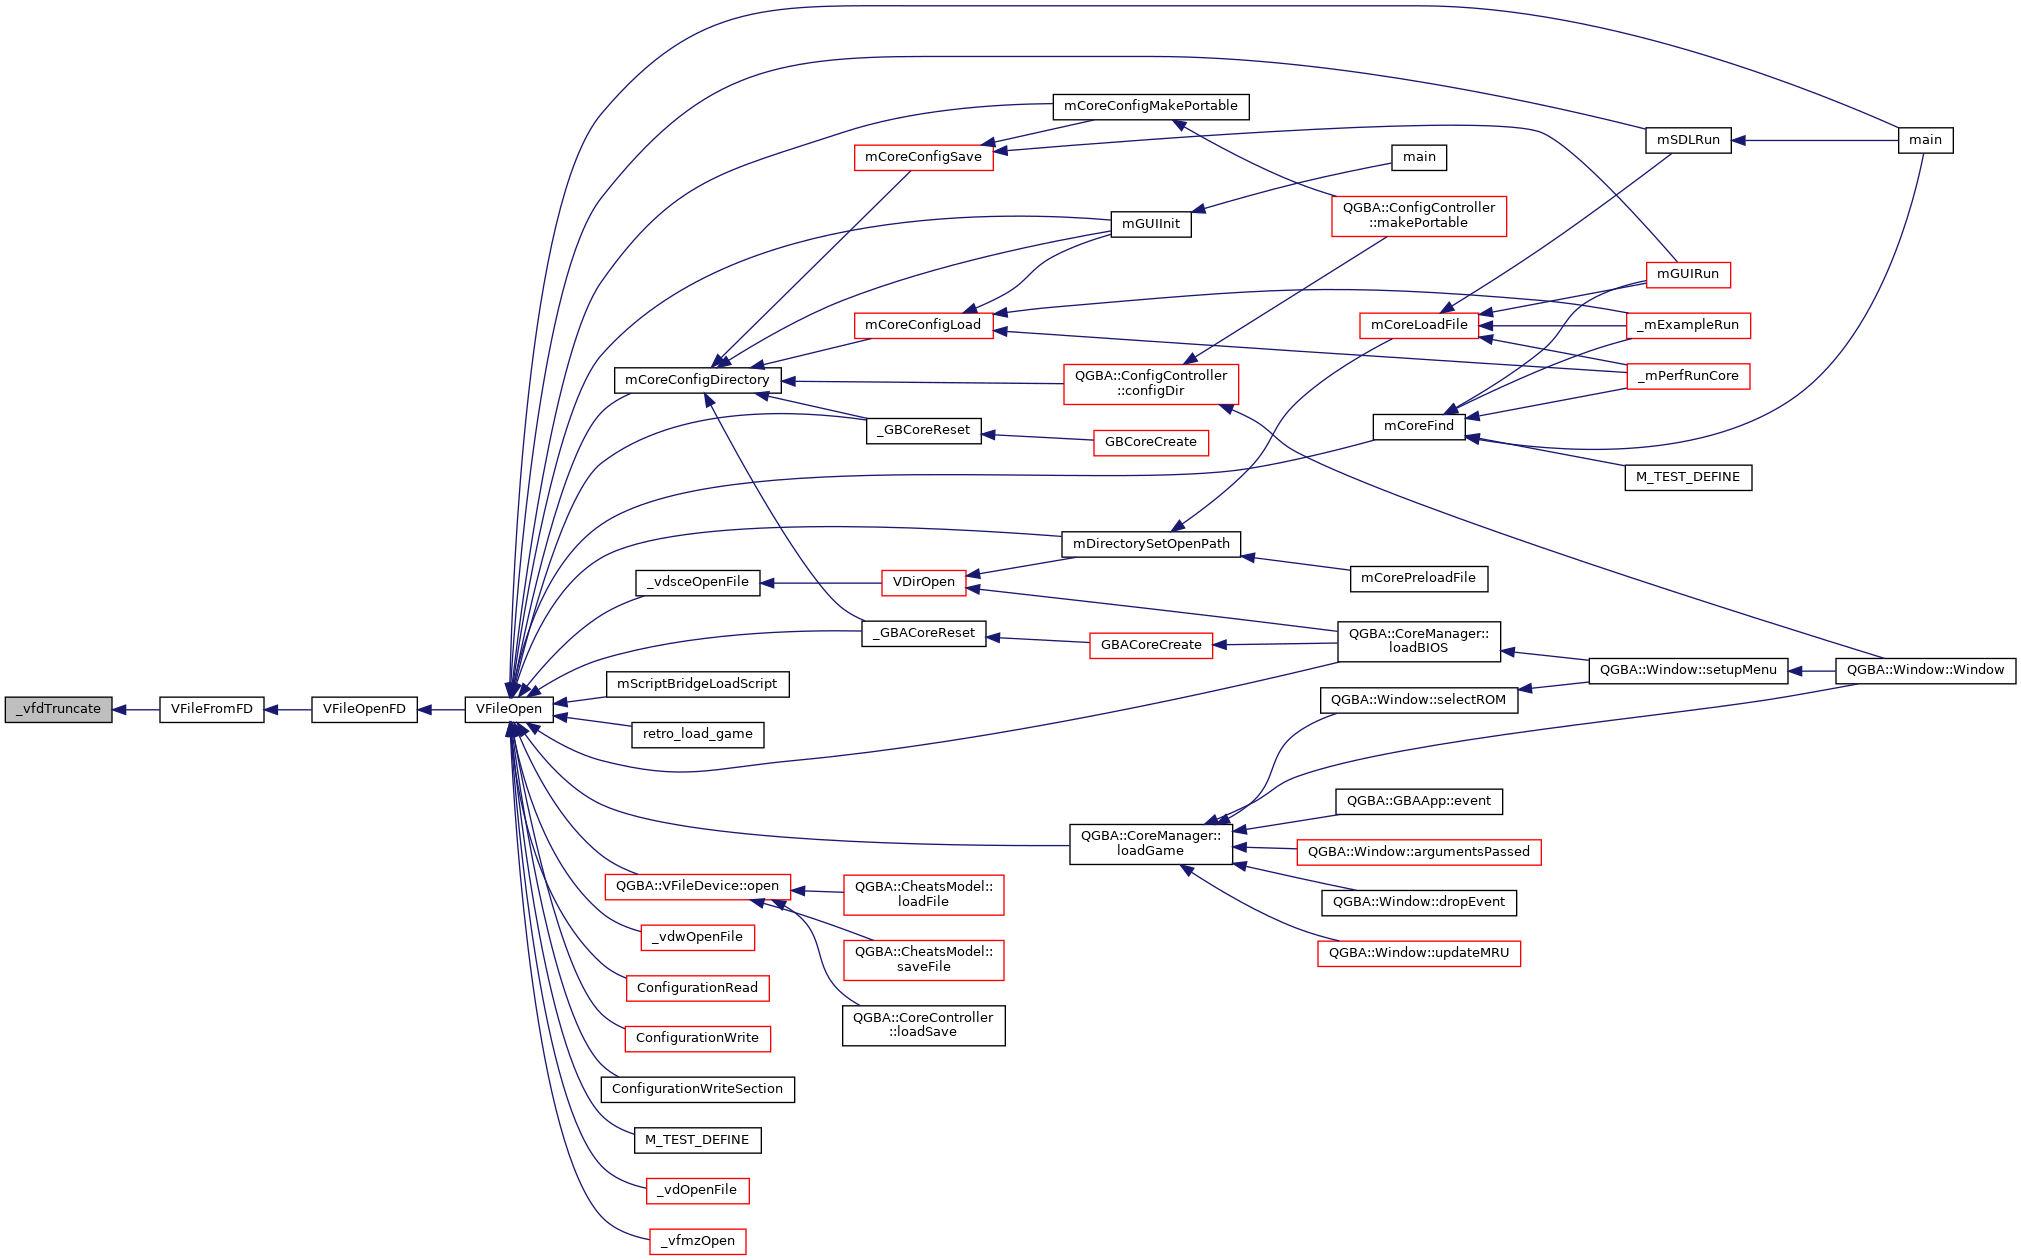 _vfdTruncate
VFileFromFD
VFileOpenFD
VFileOpen
mCoreConfigDirectory
mCoreConfigSave
mCoreConfigMakePortable
main
mGUIInit
QGBA::ConfigController
::makePortable
mSDLRun
main
mGUIRun
mCoreConfigLoad
mCoreLoadFile
_mExampleRun
_mPerfRunCore
QGBA::ConfigController
::configDir
_GBCoreReset
GBCoreCreate
mCoreFind
M_TEST_DEFINE
mDirectorySetOpenPath
mCorePreloadFile
_vdsceOpenFile
VDirOpen
_GBACoreReset
GBACoreCreate
QGBA::CoreManager::
loadBIOS
QGBA::Window::setupMenu
QGBA::Window::Window
mScriptBridgeLoadScript
retro_load_game
QGBA::Window::selectROM
QGBA::CoreManager::
loadGame
QGBA::GBAApp::event
QGBA::Window::argumentsPassed
QGBA::Window::dropEvent
QGBA::Window::updateMRU
QGBA::VFileDevice::open
QGBA::CheatsModel::
loadFile
QGBA::CheatsModel::
saveFile
QGBA::CoreController
::loadSave
_vdwOpenFile
ConfigurationRead
ConfigurationWrite
ConfigurationWriteSection
M_TEST_DEFINE
_vdOpenFile
_vfmzOpen